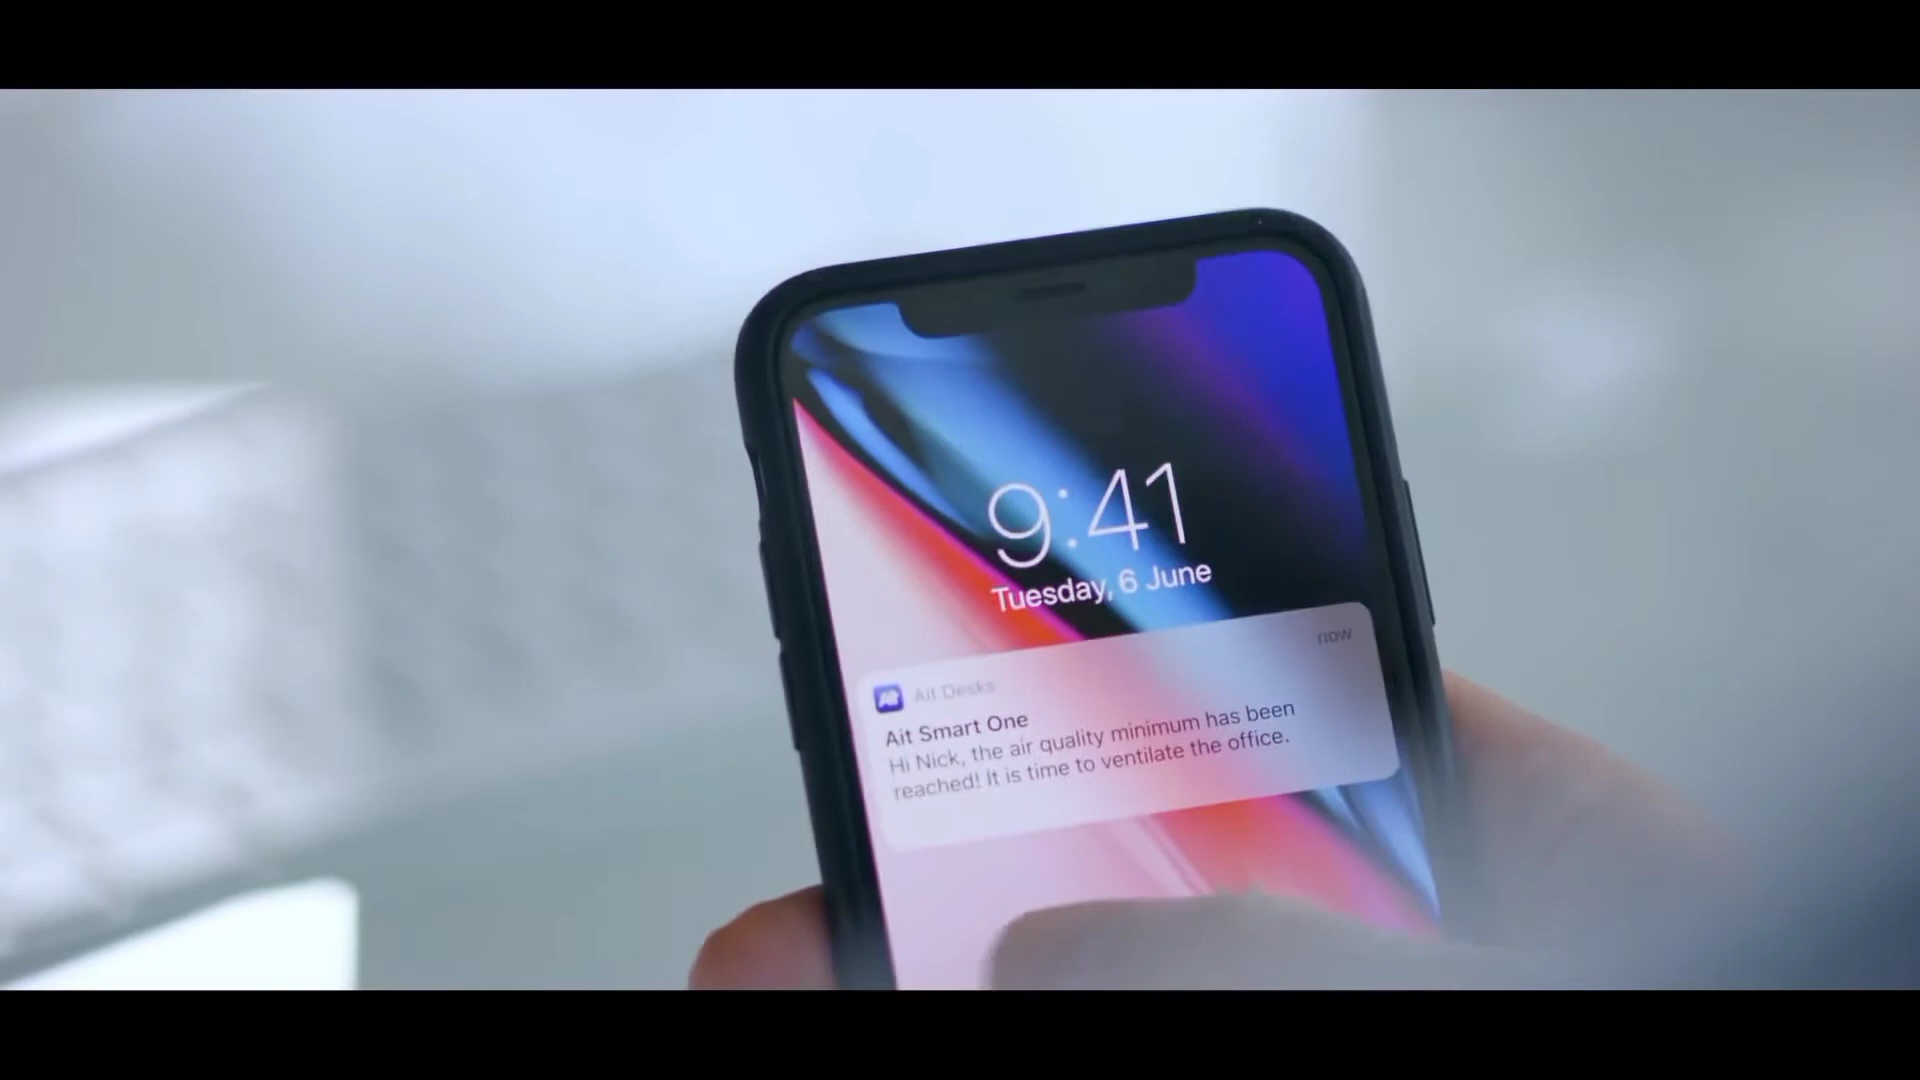 9:41
Tuesday, 6 June
now
Ait
Ait Desks
Ait Smart One
Hi Nick, the air quality minimum has been
reached! It is time to ventilate the office.